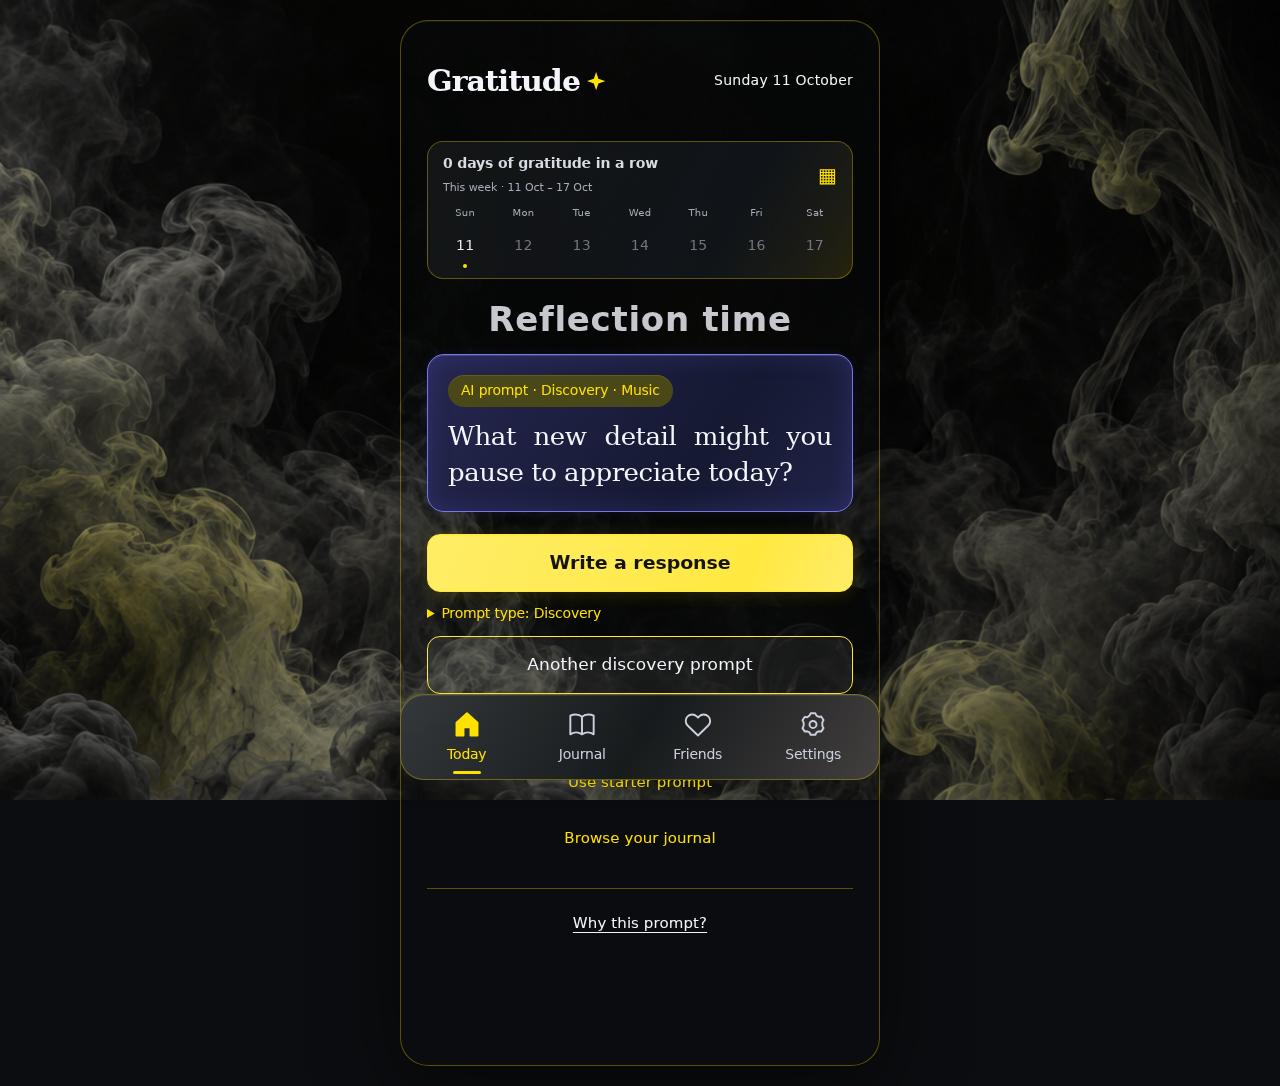 Gratitude
Sunday 11 October
0 days of gratitude in a row
This week · 11 Oct – 17 Oct
Sun Mon Tue Wed Thu Fri Sat
11 12 13 14 15 16 17
Reflection time
AI prompt · Discovery · Music
What new detail might you
pause to appreciate today?
Write a response
Prompt type: Discovery
Another discovery prompt
Today Journal Friends Settings
Use starter prompt
Browse your journal
Why this prompt?